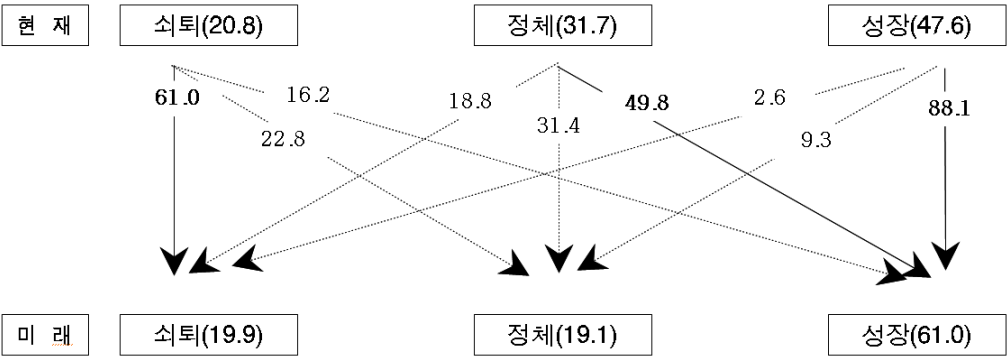 현 재 쇠퇴(20.8) 정체(31.7) 성장(47.6)
61.0 16.2 18.8 49.8 2.6 88.1
22.8 31.4 9.3
미 래 쇠퇴(19.9) 정체(19.1) 성장(61.0)